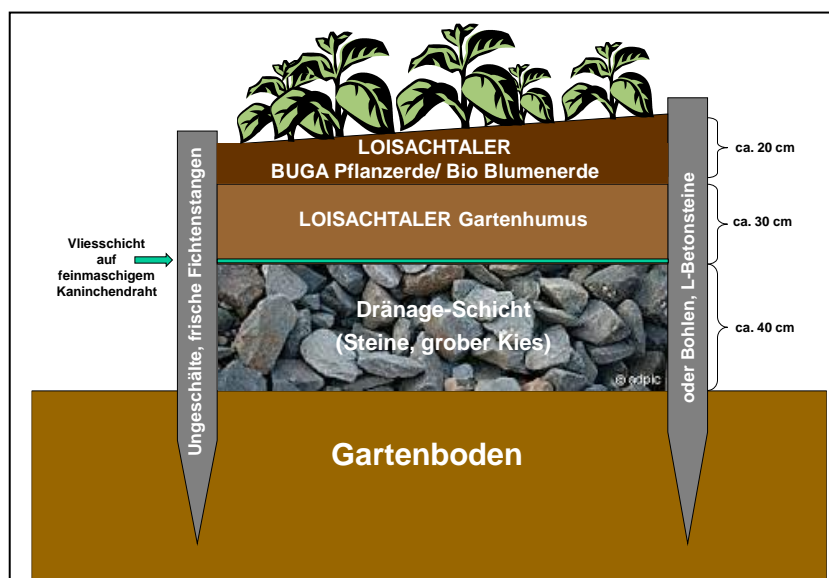 LOISACHTALER
BUGA Pflanzerde/ Bio Blumenerde
ca. 20 cm
LOISACHTALER Gartenhumus
ca. 30 cm
Vliesschicht
auf
feinmaschigem
Kaninchendraht
Dränage-Schicht
(Steine, grober Kies)
ca. 40 cm
© adpic
Ungeschälte, frische Fichtenstangen
oder Bohlen, L-Betonsteine
Gartenboden